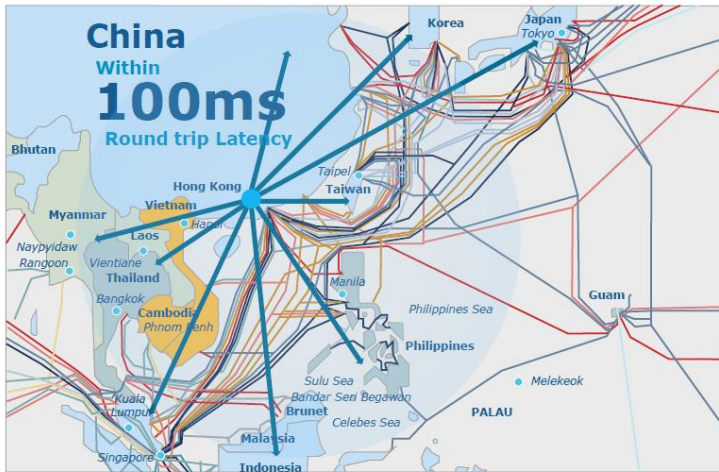 China
Within
100ms
Round trip Latency
Korea
Japan
Tokyo
Bhutan
Hong Kong
Taipel
Taiwan
Vietnam
Hanoi
Myanmar
Laos
Naypyidaw
Rangoon
Vientiane
Thailand
Bangkok
Cambodia
Phnom Penh
Manila
Philippines Sea
Guam
Philippines
Sulu Sea
Bandar Seri Begawan
Melekeok
Kuala
Lumpur
Brunet
PALAU
Celebes Sea
Malaysia
Singapore
Indonesia